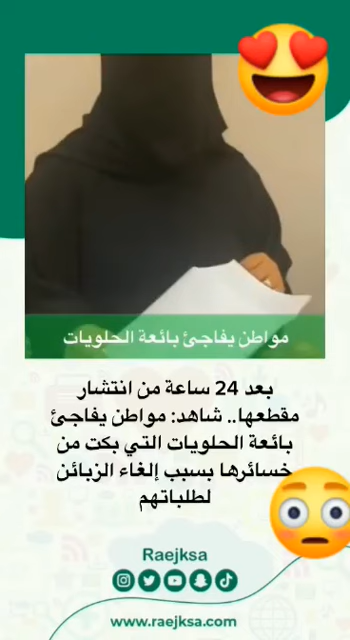 مواطن يفاجئ بائعة الحلويات
بعد 24 ساعة من انتشار
مقطعها.. شاهد: مواطن يفاجئ
بائعة الحلويات التي بكت من
خسائرها بسبب إلغاء الزبائن
لطلباتهم
Raejksa
www.raejksa.com